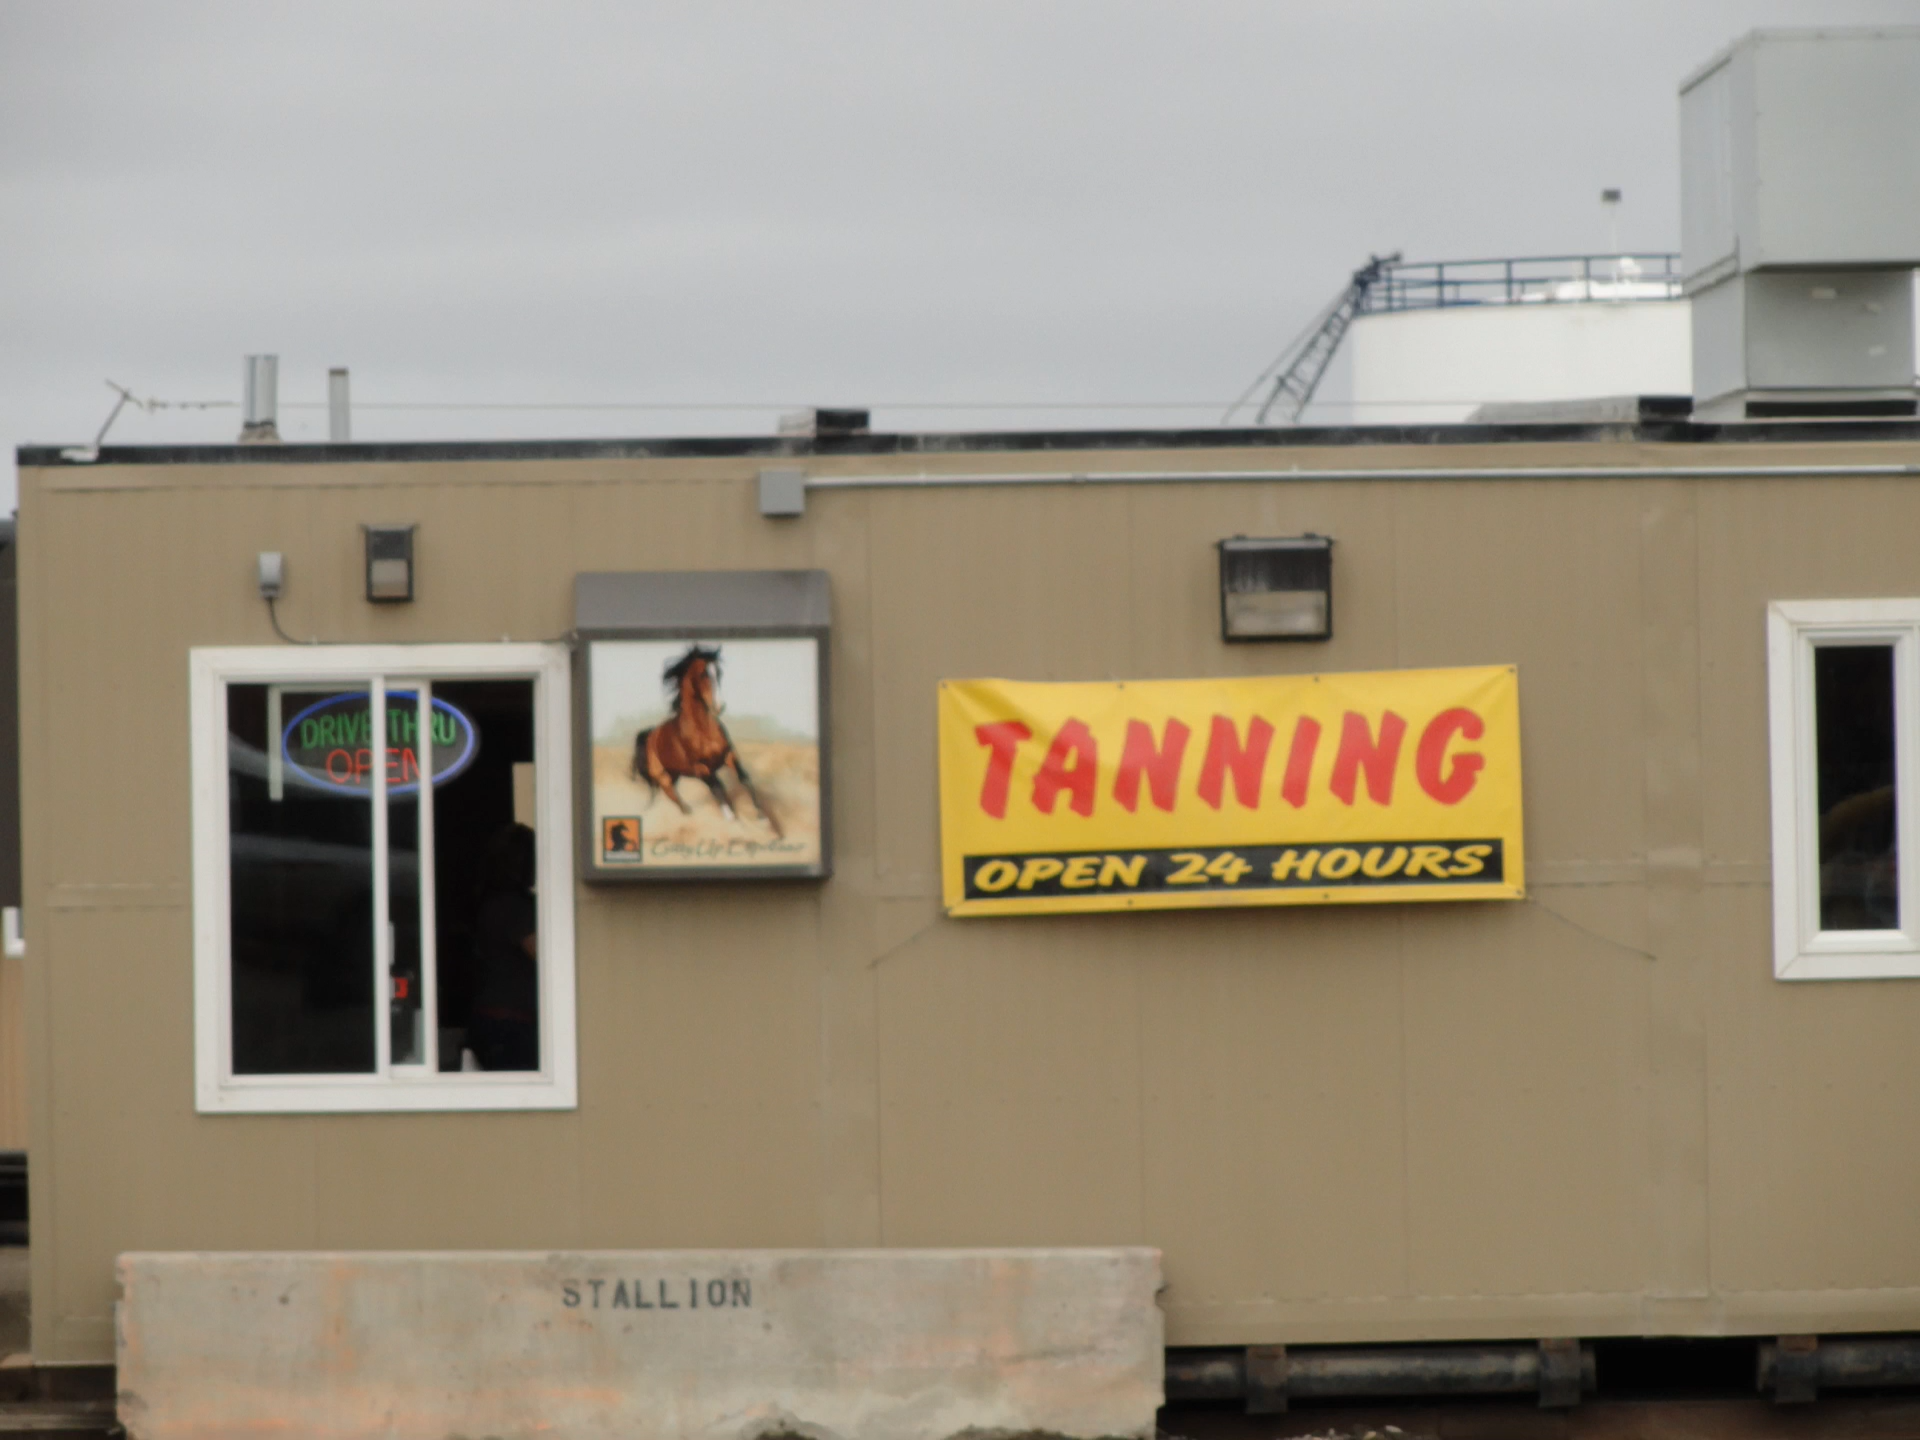 DRIVE THRU
OPEN
TANNING
OPEN 24 HOURS
STALLION